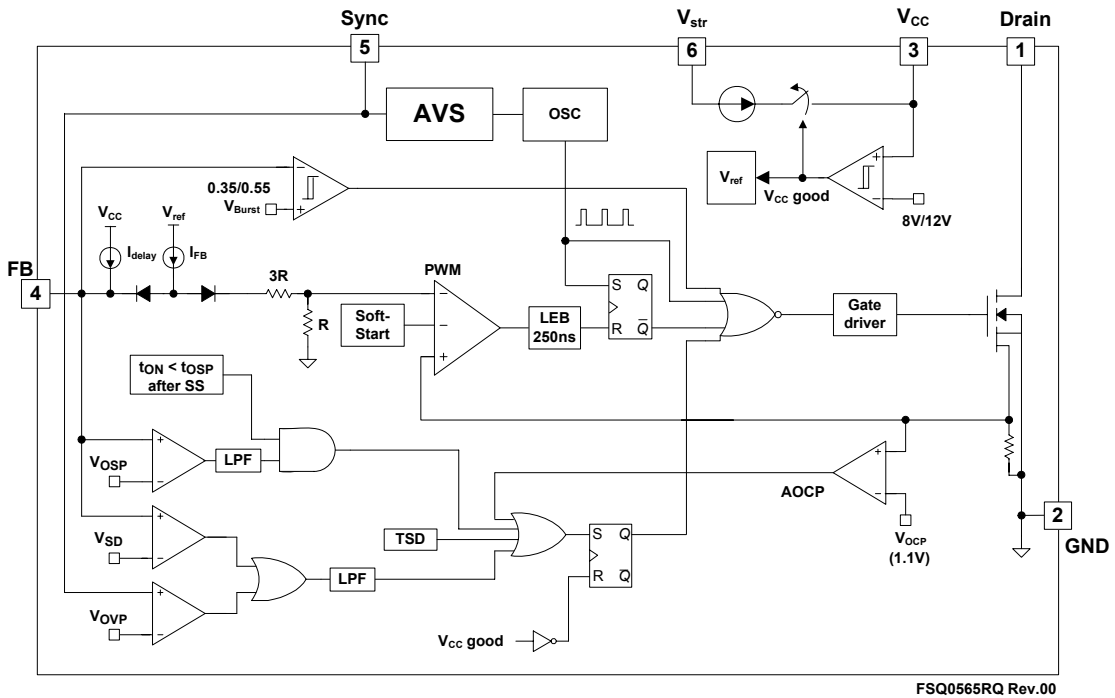 Sync
Vstr
VCC
Drain
5
6
3
1
AVS
OSC
Vref
VCC good
+
−
8V/12V
0.35/0.55
VBurst
−
+
VCC
Vref
Idelay
IFB
FB
4
3R
R
PWM
Soft-
Start
−
−
+
LEB
250ns
S Q
R Q̅
Gate
driver
tON < tOSP
after SS
VOSP
+
−
LPF
AOCP
+
−
VOCP
(1.1V)
2
GND
VSD
+
−
TSD
LPF
S Q
R Q̅
VOVP
+
−
VCC good
FSQ0565RQ Rev.00